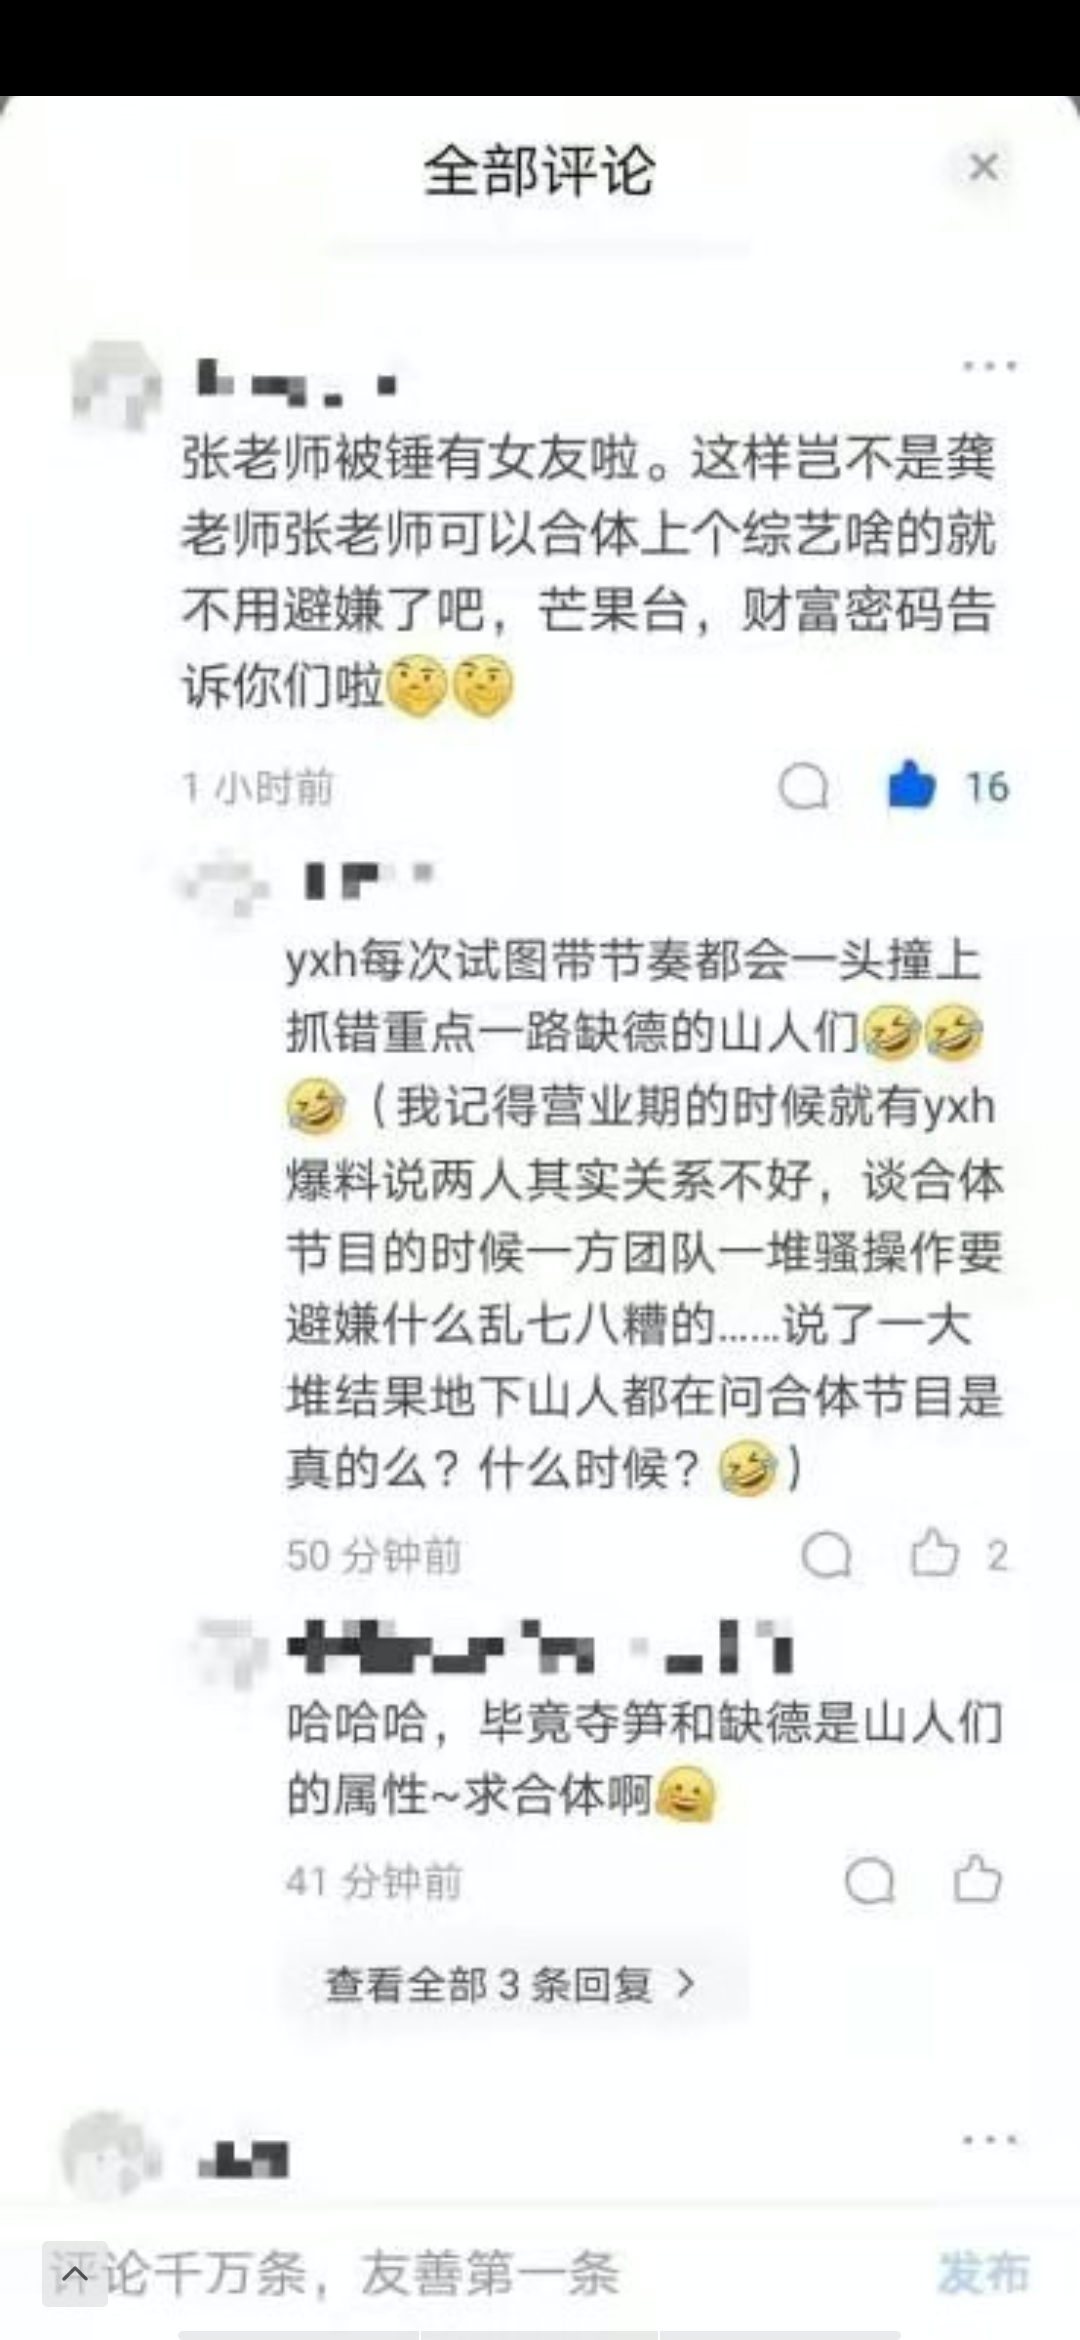 全部评论
张老师被锤有女友啦。这样岂不是龚
老师张老师可以合体上个综艺啥的就
不用避嫌了吧，芒果台，财富密码告
诉你们啦🤔🤔
1 小时前
16
yxh每次试图带节奏都会一头撞上
抓错重点一路缺德的山人们🤣🤣
🤣（我记得营业期的时候就有yxh
爆料说两人其实关系不好，谈合体
节目的时候一方团队一堆骚操作要
避嫌什么乱七八糟的……说了一大
堆结果地下山人都在问合体节目是
真的么？什么时候？🤣）
50 分钟前
2
哈哈哈，毕竟夺笋和缺德是山人们
的属性~求合体啊🤗
41 分钟前
查看全部 3 条回复 >
评论千万条，友善第一条
发布